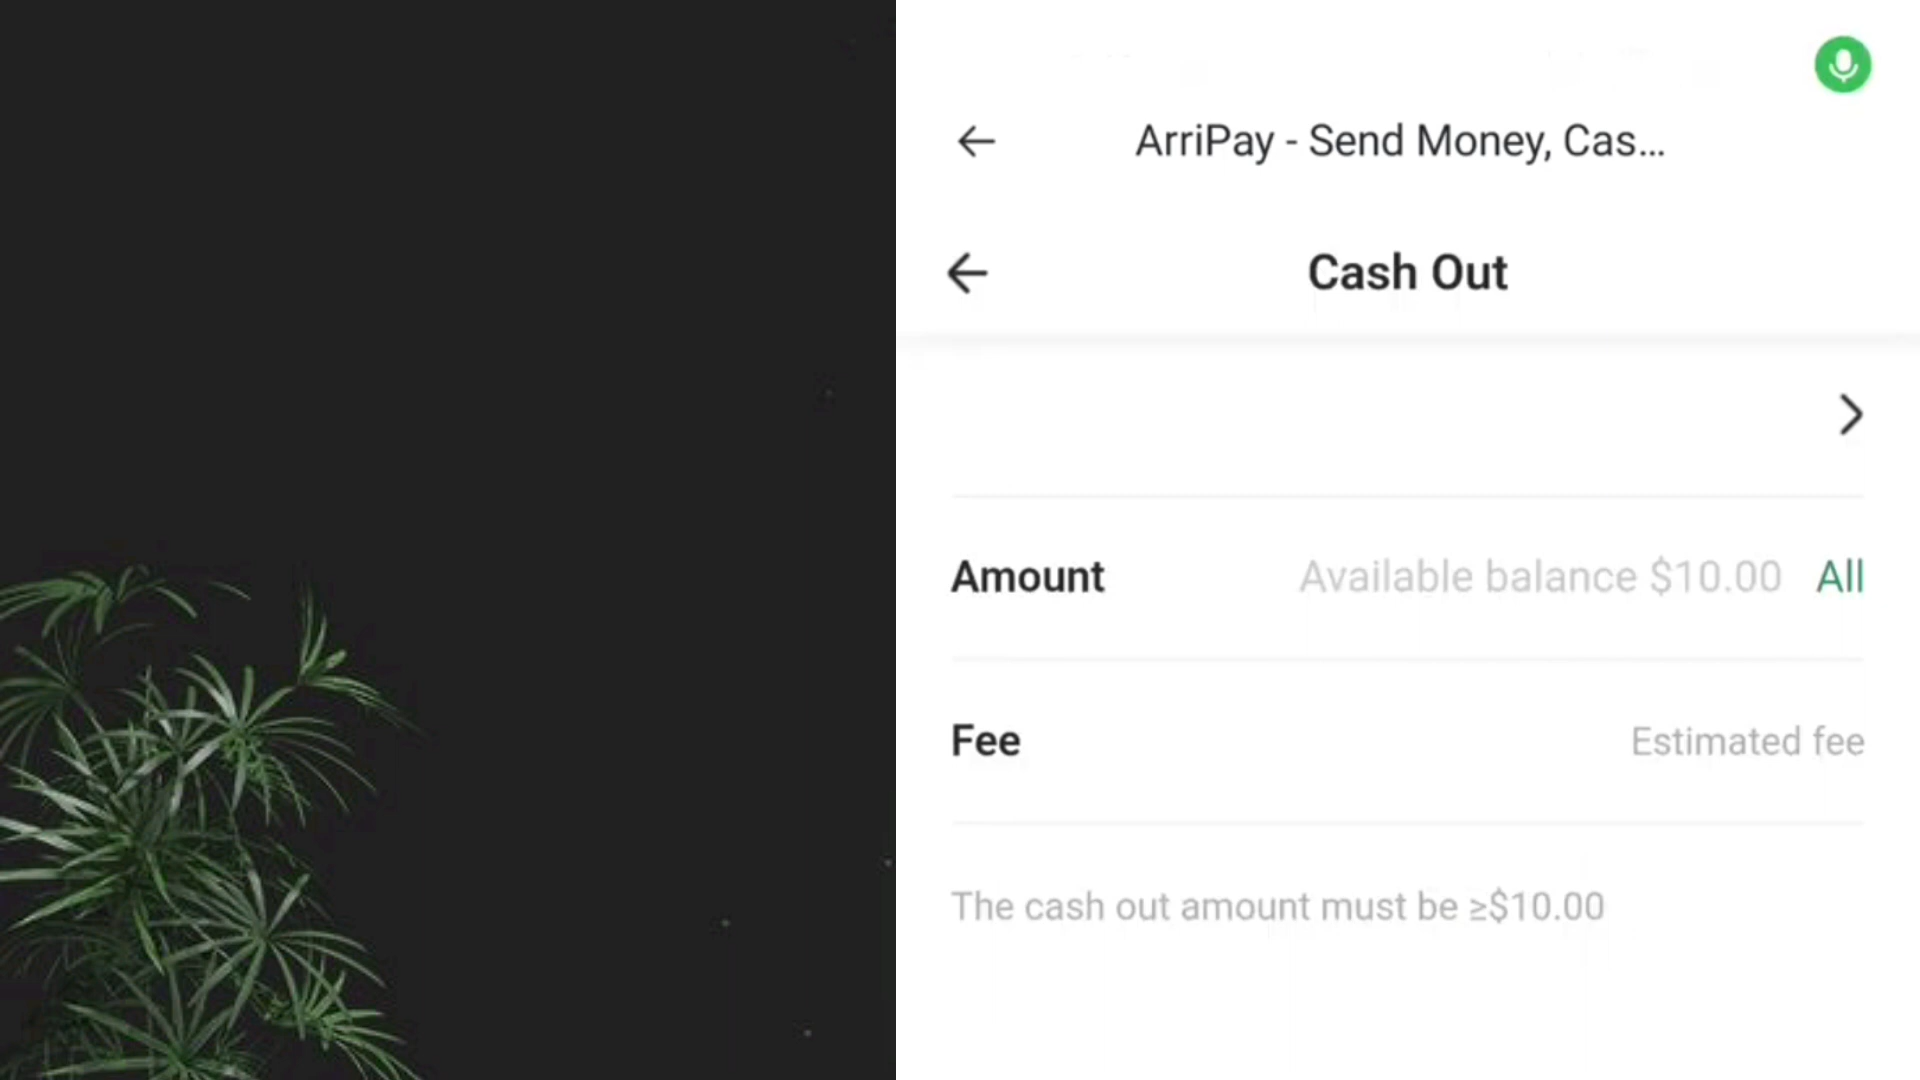 ArriPay - Send Money, Cas...
Cash Out
Amount Available balance $10.00 All
Fee Estimated fee
The cash out amount must be ≥$10.00